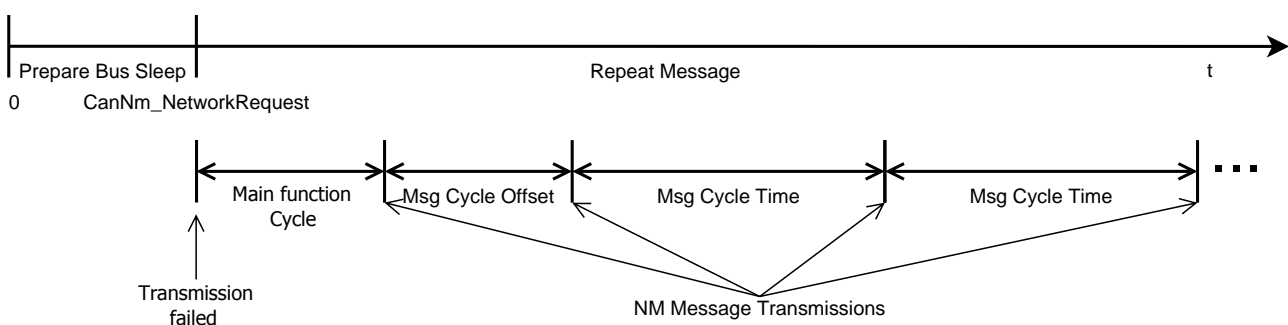 Prepare Bus Sleep
Repeat Message
t
0
CanNm_NetworkRequest
Main function
Cycle
Msg Cycle Offset
Msg Cycle Time
Msg Cycle Time
Transmission
failed
NM Message Transmissions